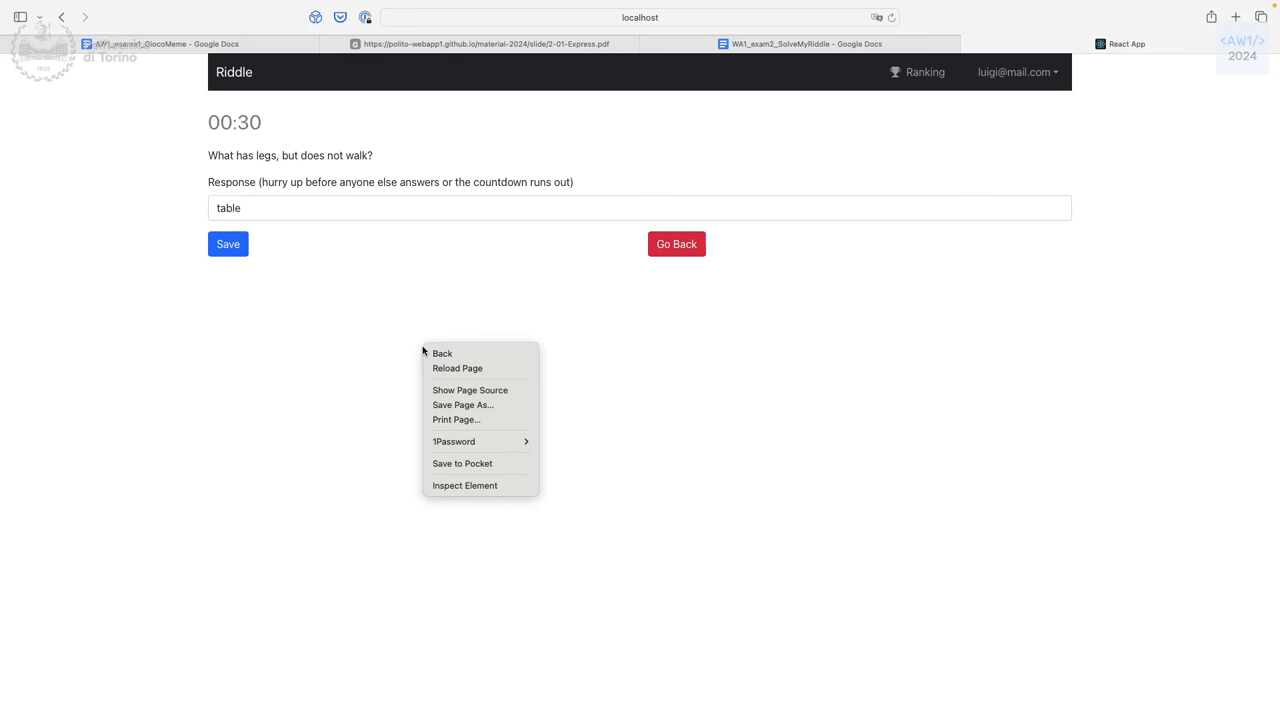 localhost
AW1_esame1_GiocoMeme - Google Docs
https://polito-webapp1.github.io/material-2024/slide/2-01-Express.pdf
WA1_exam2_SolveMyRiddle - Google Docs
React App
di Torino
1859
<AW1/>
2024
Riddle
Ranking
luigi@mail.com
00:30
What has legs, but does not walk?
Response (hurry up before anyone else answers or the countdown runs out)
table
Save
Go Back
Back
Reload Page
Show Page Source
Save Page As...
Print Page...
1Password
Save to Pocket
Inspect Element